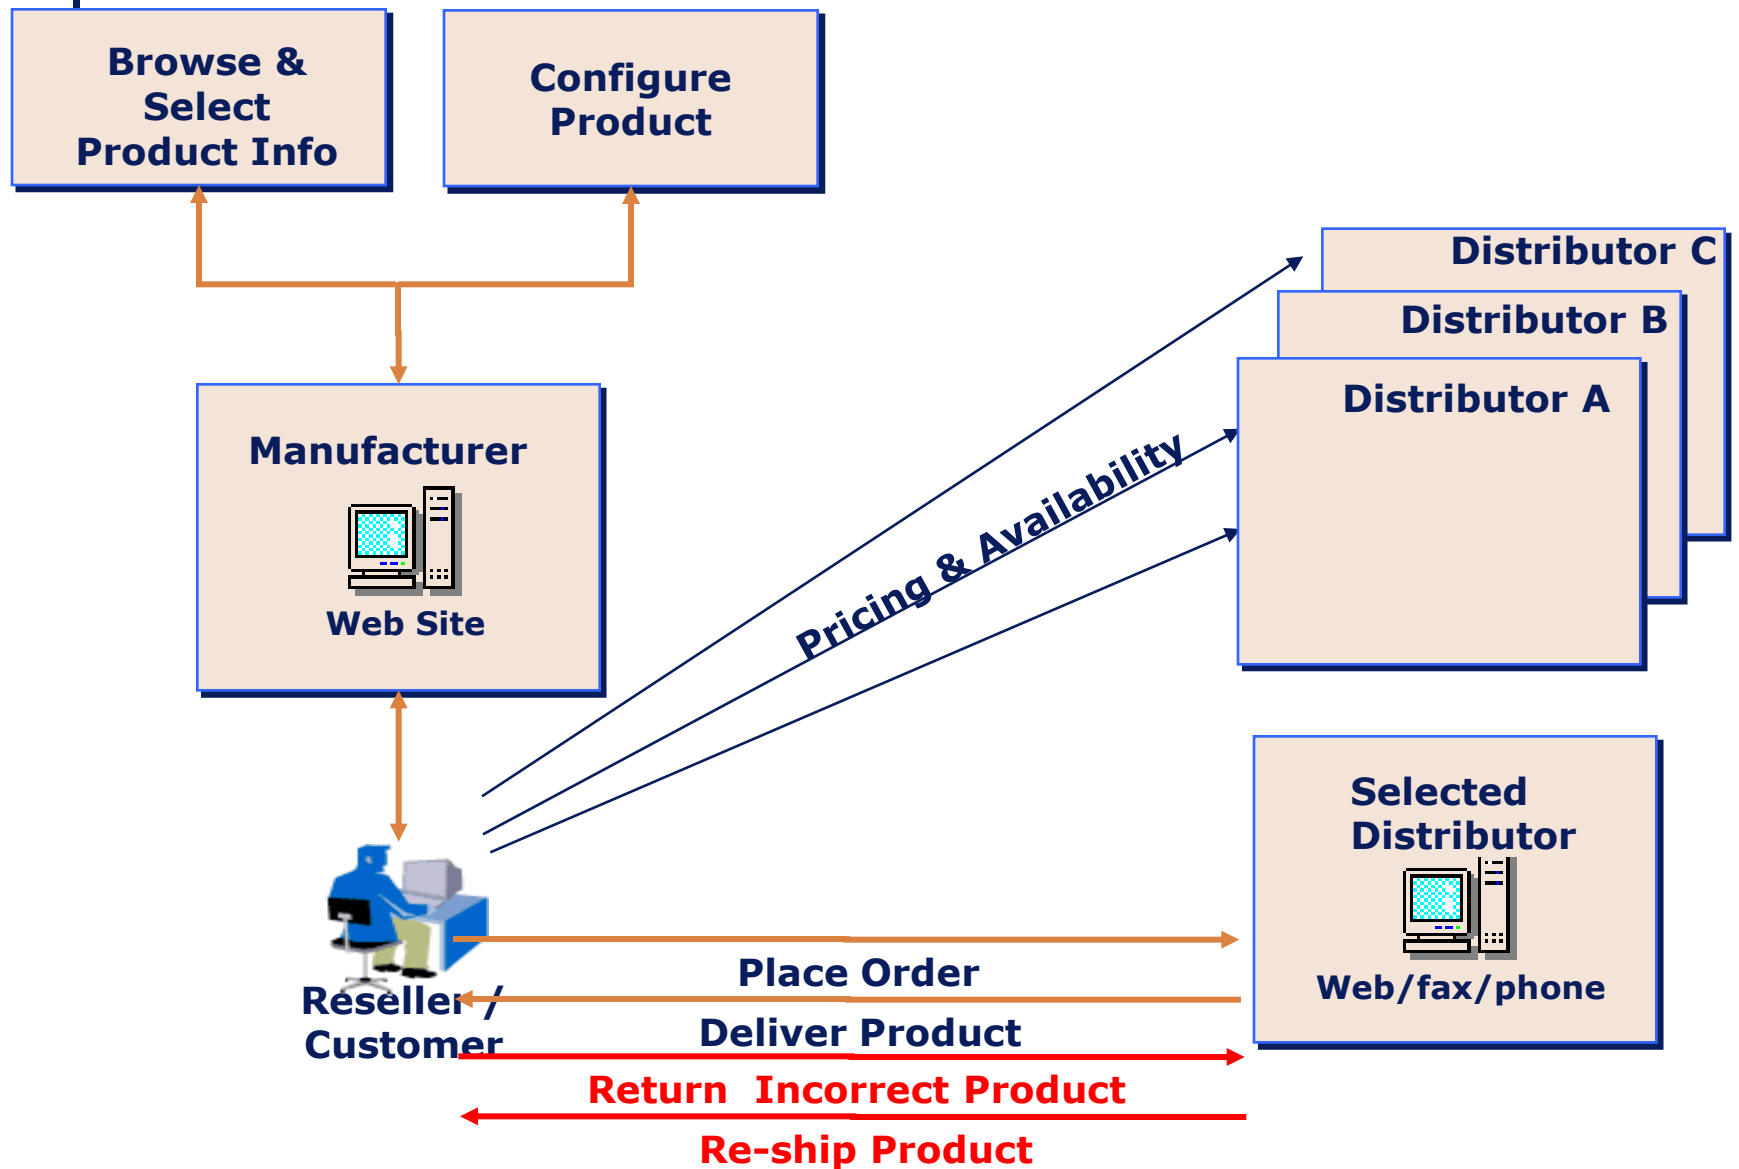 Browse &
Select
Product Info
Configure
Product
Distributor C
Distributor B
Distributor A
Manufacturer
Web Site
Pricing & Availability
Selected
Distributor
Web/fax/phone
Reseller /
Customer
Place Order
Deliver Product
Return  Incorrect Product
Re-ship Product